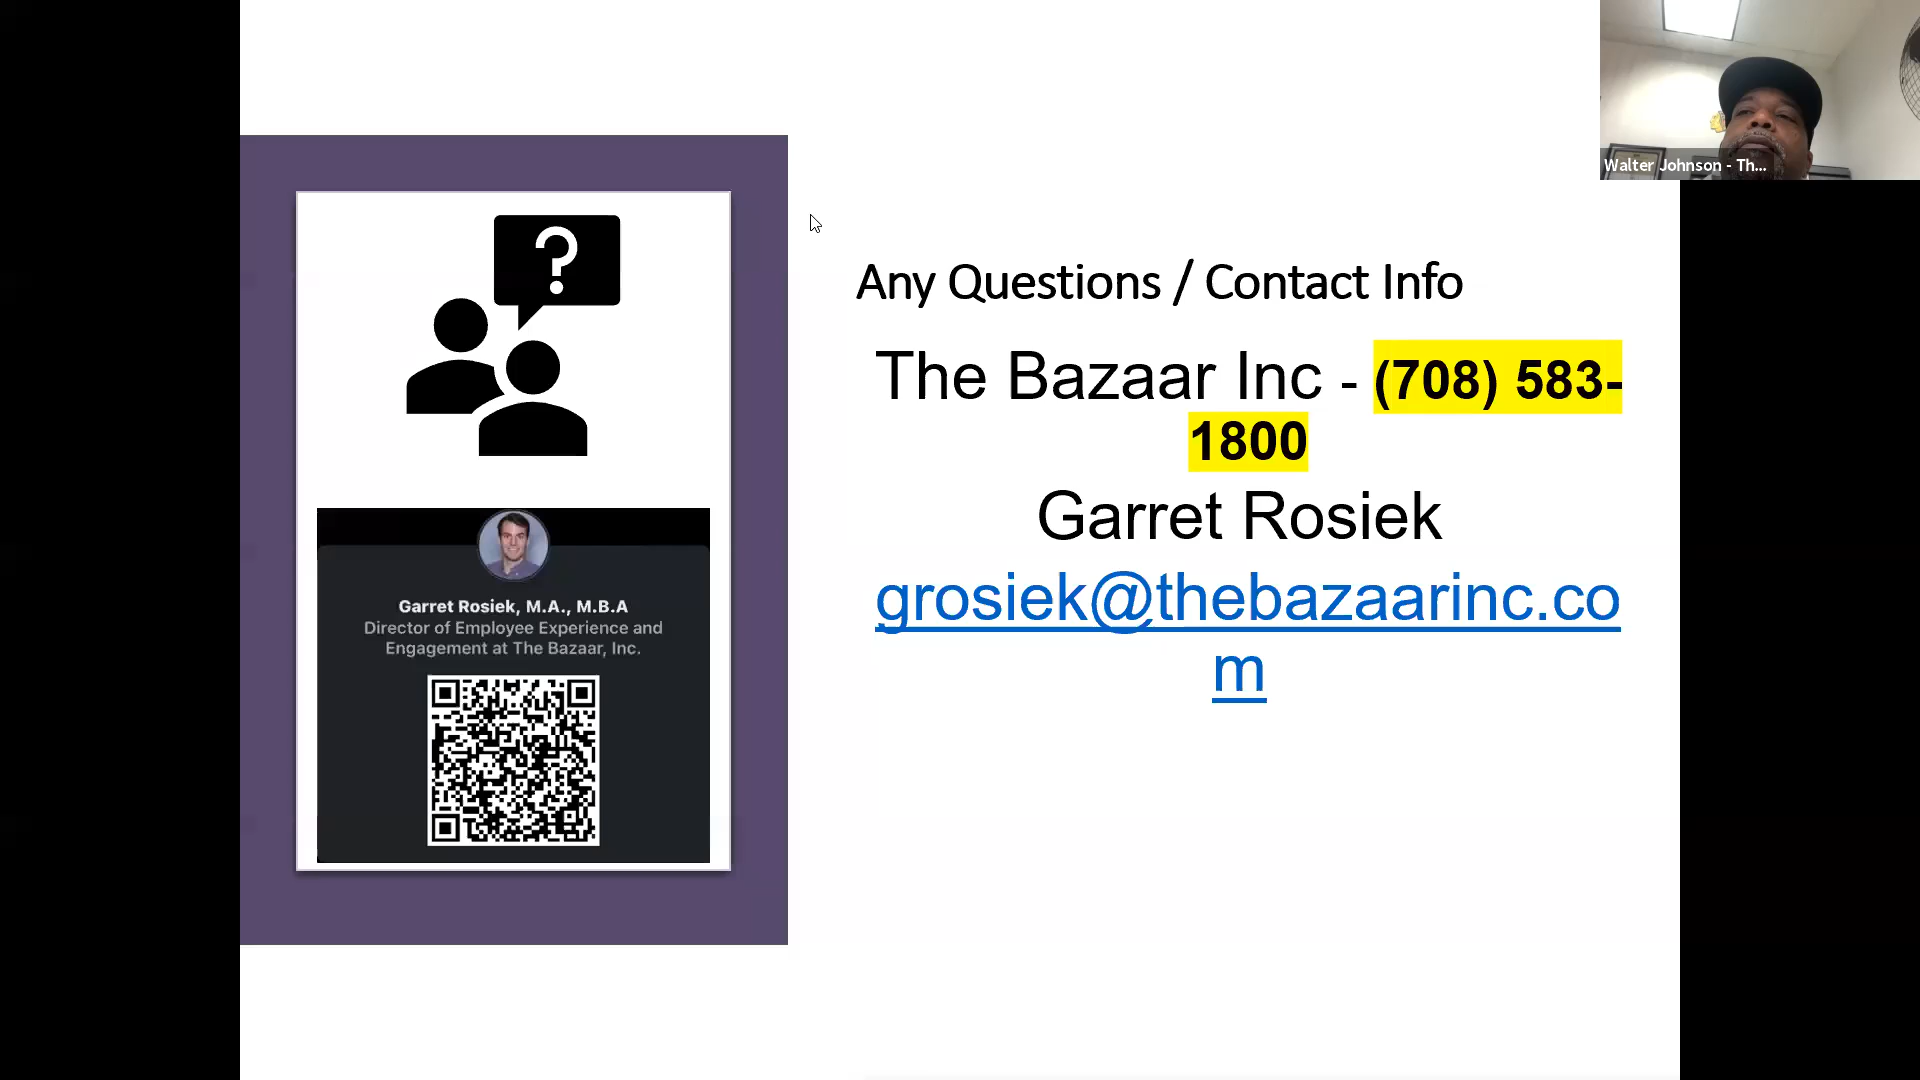 ?
Garret Rosiek, M.A., M.B.A
Director of Employee Experience and
Engagement at The Bazaar, Inc.
Any Questions / Contact Info
The Bazaar Inc - (708) 583-
1800
Garret Rosiek
grosiek@thebazaarinc.co
m
Walter Johnson - Th...